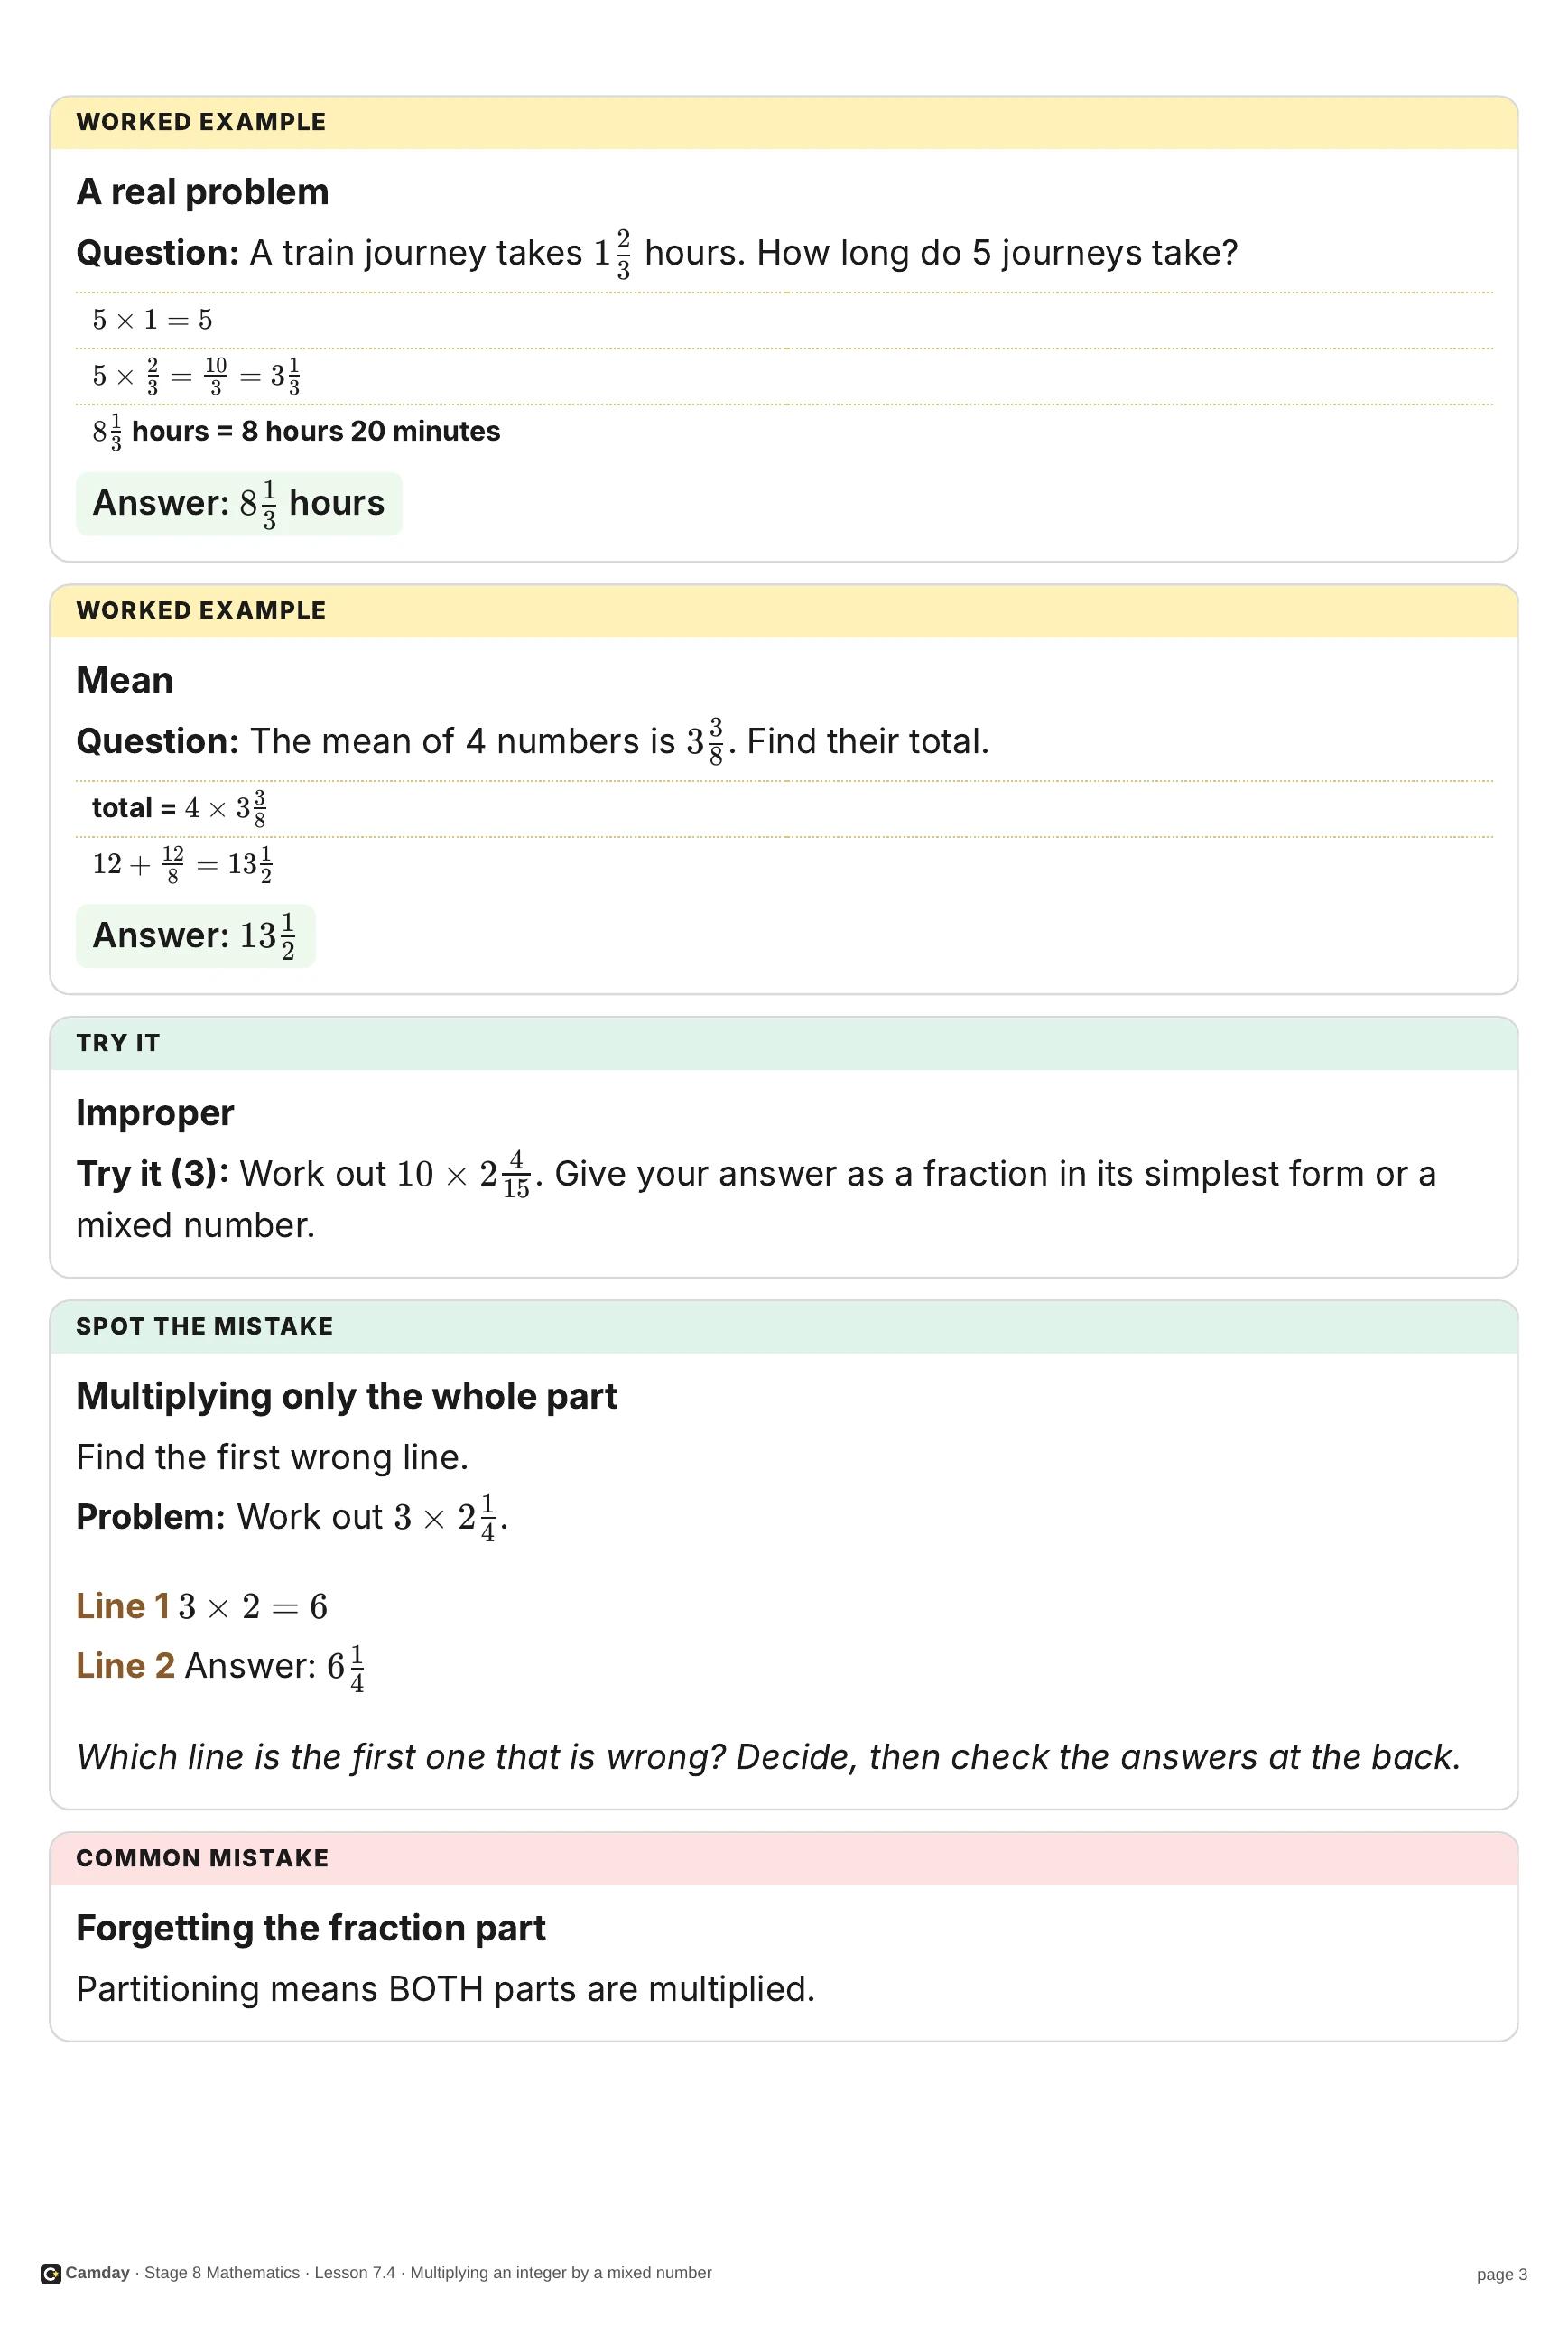 WORKED EXAMPLE
A real problem
Question: A train journey takes 1 2/3 hours. How long do 5 journeys take?
5 × 1 = 5
5 × 2/3 = 10/3 = 3 1/3
8 1/3 hours = 8 hours 20 minutes
Answer: 8 1/3 hours
WORKED EXAMPLE
Mean
Question: The mean of 4 numbers is 3 3/8. Find their total.
total = 4 × 3 3/8
12 + 12/8 = 13 1/2
Answer: 13 1/2
TRY IT
Improper
Try it (3): Work out 10 × 2 4/15. Give your answer as a fraction in its simplest form or a
mixed number.
SPOT THE MISTAKE
Multiplying only the whole part
Find the first wrong line.
Problem: Work out 3 × 2 1/4.
Line 1 3 × 2 = 6
Line 2 Answer: 6 1/4
Which line is the first one that is wrong? Decide, then check the answers at the back.
COMMON MISTAKE
Forgetting the fraction part
Partitioning means BOTH parts are multiplied.
Camday · Stage 8 Mathematics · Lesson 7.4 · Multiplying an integer by a mixed number
page 3